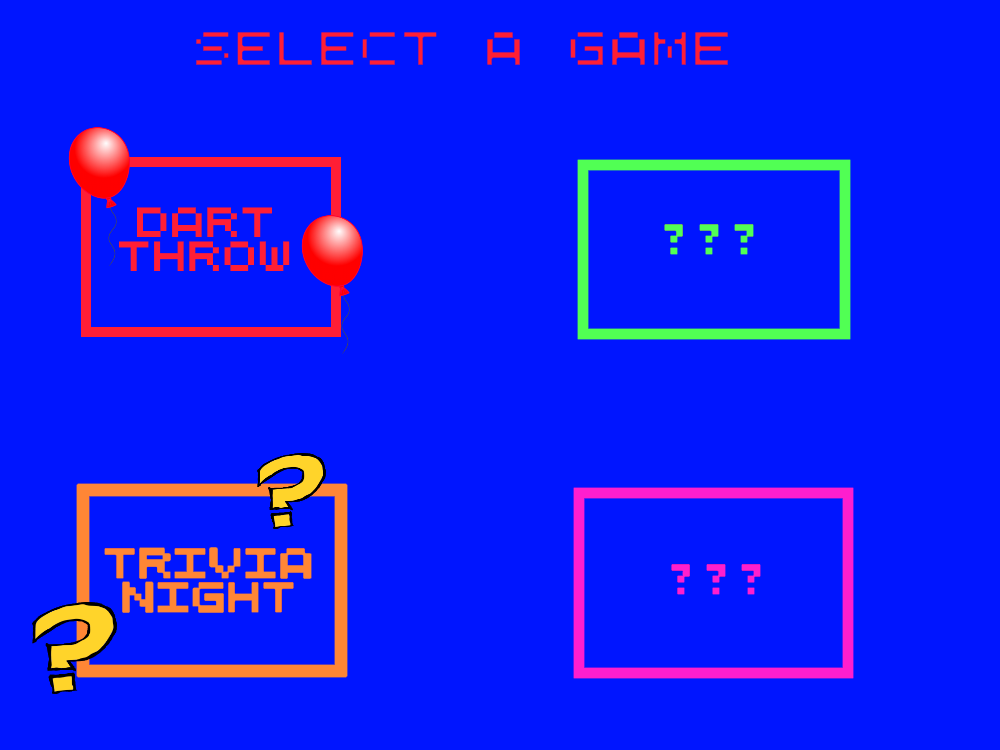 SELECT A GAME
DART
THROW
? ? ?
?
TRIVIA
NIGHT
?
? ? ?